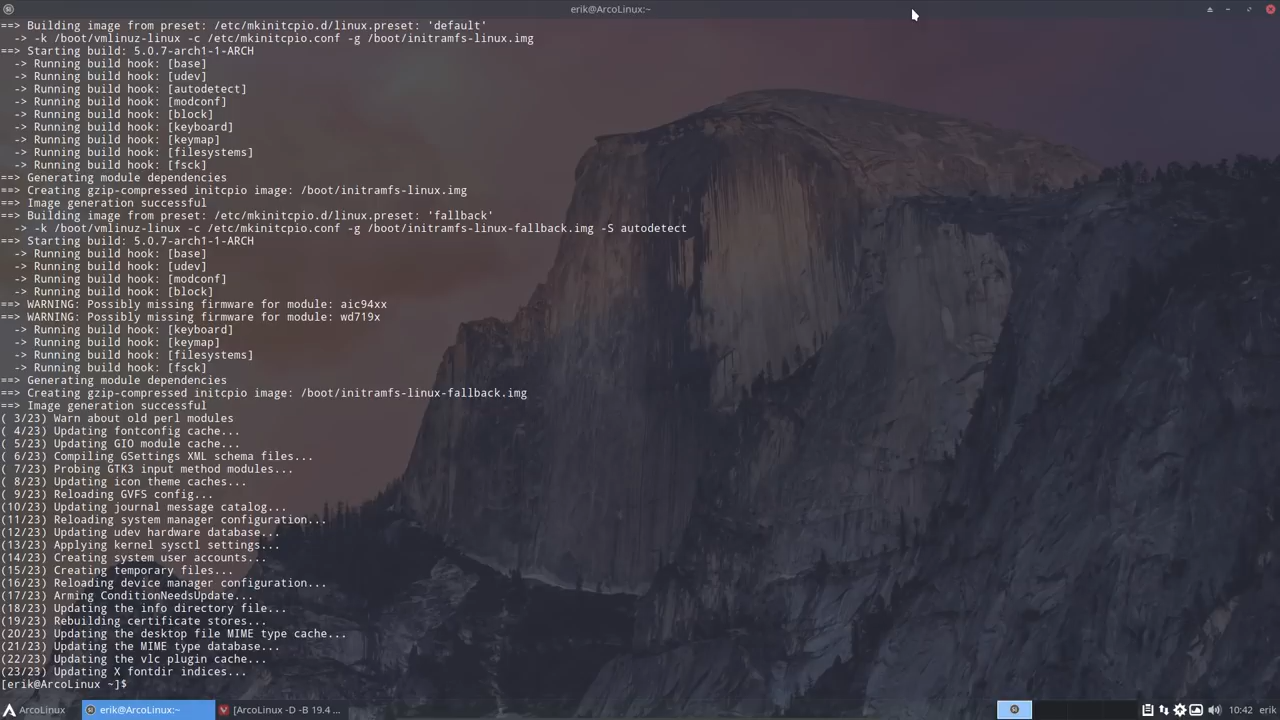 erik@ArcoLinux:~
==> Building image from preset: /etc/mkinitcpio.d/linux.preset: 'default'
  -> -k /boot/vmlinuz-linux -c /etc/mkinitcpio.conf -g /boot/initramfs-linux.img
==> Starting build: 5.0.7-arch1-1-ARCH
  -> Running build hook: [base]
  -> Running build hook: [udev]
  -> Running build hook: [autodetect]
  -> Running build hook: [modconf]
  -> Running build hook: [block]
  -> Running build hook: [keyboard]
  -> Running build hook: [keymap]
  -> Running build hook: [filesystems]
  -> Running build hook: [fsck]
==> Generating module dependencies
==> Creating gzip-compressed initcpio image: /boot/initramfs-linux.img
==> Image generation successful
==> Building image from preset: /etc/mkinitcpio.d/linux.preset: 'fallback'
  -> -k /boot/vmlinuz-linux -c /etc/mkinitcpio.conf -g /boot/initramfs-linux-fallback.img -S autodetect
==> Starting build: 5.0.7-arch1-1-ARCH
  -> Running build hook: [base]
  -> Running build hook: [udev]
  -> Running build hook: [modconf]
  -> Running build hook: [block]
==> WARNING: Possibly missing firmware for module: aic94xx
==> WARNING: Possibly missing firmware for module: wd719x
  -> Running build hook: [keyboard]
  -> Running build hook: [keymap]
  -> Running build hook: [filesystems]
  -> Running build hook: [fsck]
==> Generating module dependencies
==> Creating gzip-compressed initcpio image: /boot/initramfs-linux-fallback.img
==> Image generation successful
( 3/23) Warn about old perl modules
( 4/23) Updating fontconfig cache...
( 5/23) Updating GIO module cache...
( 6/23) Compiling GSettings XML schema files...
( 7/23) Probing GTK3 input method modules...
( 8/23) Updating icon theme caches...
( 9/23) Reloading GVFS config...
(10/23) Updating journal message catalog...
(11/23) Reloading system manager configuration...
(12/23) Updating udev hardware database...
(13/23) Applying kernel sysctl settings...
(14/23) Creating system user accounts...
(15/23) Creating temporary files...
(16/23) Reloading device manager configuration...
(17/23) Arming ConditionNeedsUpdate...
(18/23) Updating the info directory file...
(19/23) Rebuilding certificate stores...
(20/23) Updating the desktop file MIME type cache...
(21/23) Updating the MIME type database...
(22/23) Updating the vlc plugin cache...
(23/23) Updating X fontdir indices...
[erik@ArcoLinux ~]$
ArcoLinux erik@ArcoLinux:~ [ArcoLinux -D -B 19.4 ... 10:42 erik